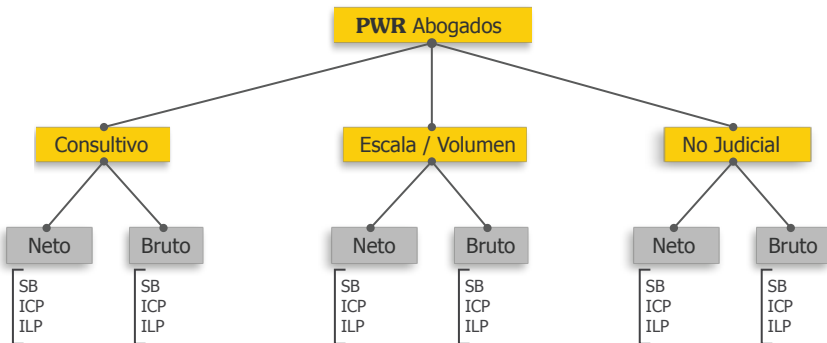 PWR Abogados
Consultivo
Escala / Volumen
No Judicial
Neto
Bruto
Neto
Bruto
Neto
Bruto
SB
ICP
ILP
SB
ICP
ILP
SB
ICP
ILP
SB
ICP
ILP
SB
ICP
ILP
SB
ICP
ILP